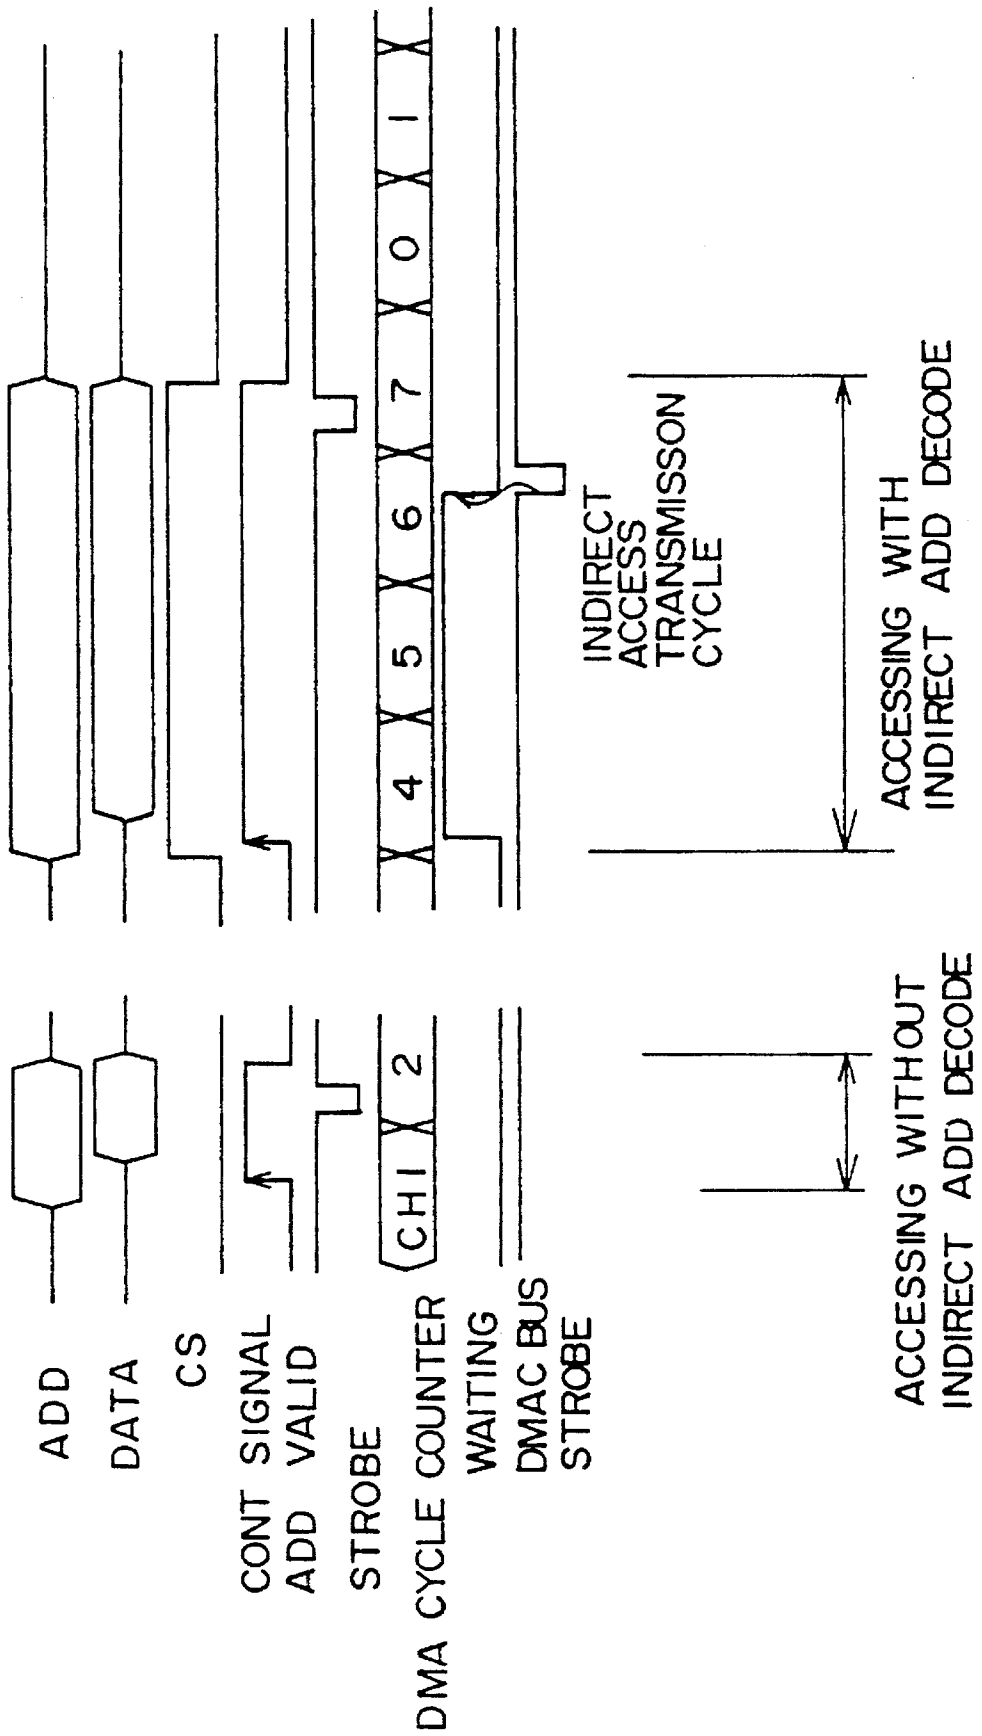 ADD
DATA
CS
CONT SIGNAL
ADD VALID
STROBE
DMA CYCLE COUNTER
CH1 2 4 5 6 7 0 1
WAITING
DMAC BUS
STROBE
INDIRECT
ACCESS
TRANSMISSON
CYCLE
ACCESSING WITHOUT
INDIRECT ADD DECODE
ACCESSING WITH
INDIRECT ADD DECODE